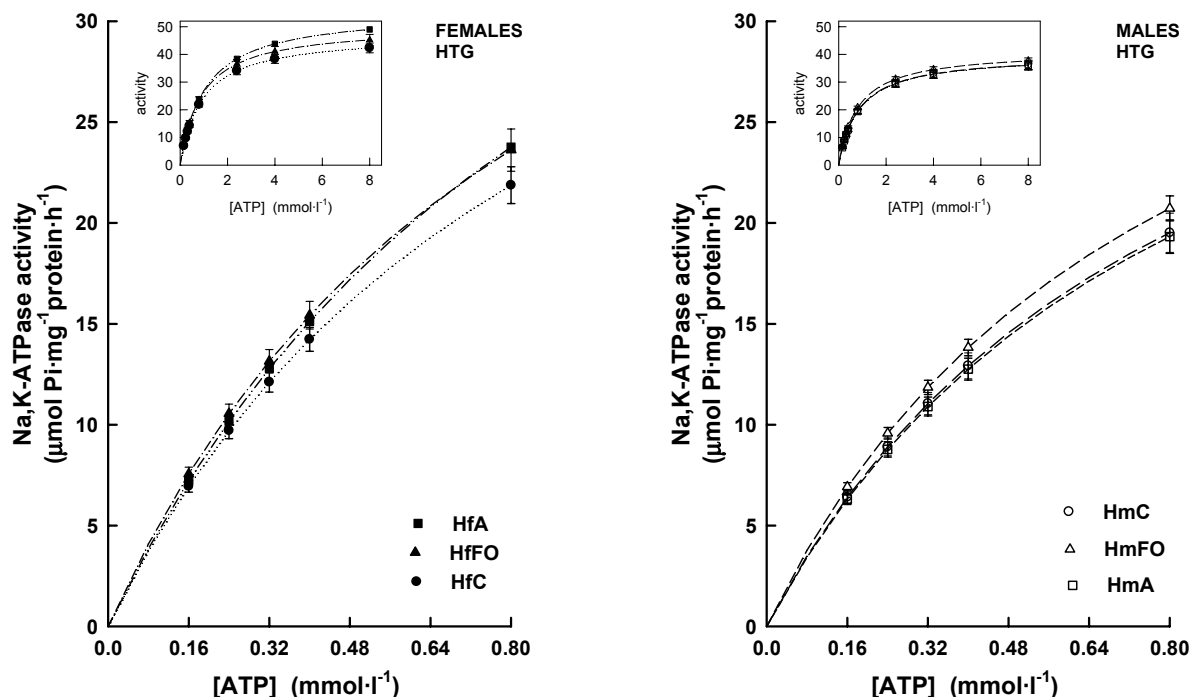 FEMALES
HTG
30
25
20
15
10
5
0
Na,K-ATPase activity
(μmol Pi·mg⁻¹protein·h⁻¹)
0.0 0.16 0.32 0.48 0.64 0.80
[ATP] (mmol·l⁻¹)
50
40
30
20
10
0
activity
0 2 4 6 8
[ATP] (mmol·l⁻¹)
HfA
HfFO
HfC
MALES
HTG
30
25
20
15
10
5
0
Na,K-ATPase activity
(μmol Pi·mg⁻¹protein·h⁻¹)
0.0 0.16 0.32 0.48 0.64 0.80
[ATP] (mmol·l⁻¹)
50
40
30
20
10
0
activity
0 2 4 6 8
[ATP] (mmol·l⁻¹)
HmC
HmFO
HmA